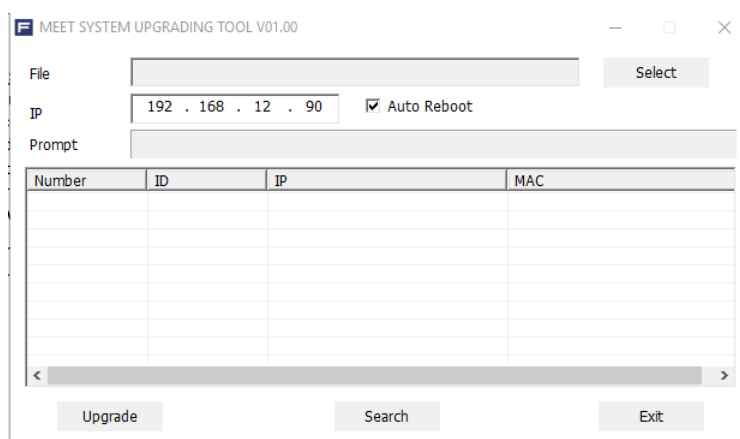 F MEET SYSTEM UPGRADING TOOL V01.00
File Select
IP 192 . 168 . 12 . 90 Auto Reboot
Prompt
Number ID IP MAC
Upgrade Search Exit